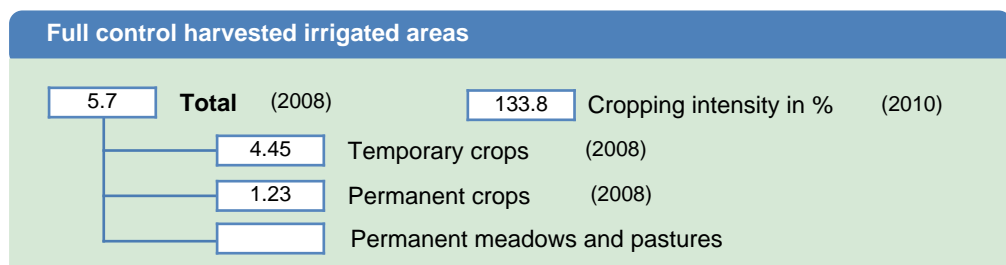 Full control harvested irrigated areas
5.7 Total (2008) 133.8 Cropping intensity in % (2010)
4.45 Temporary crops (2008)
1.23 Permanent crops (2008)
Permanent meadows and pastures